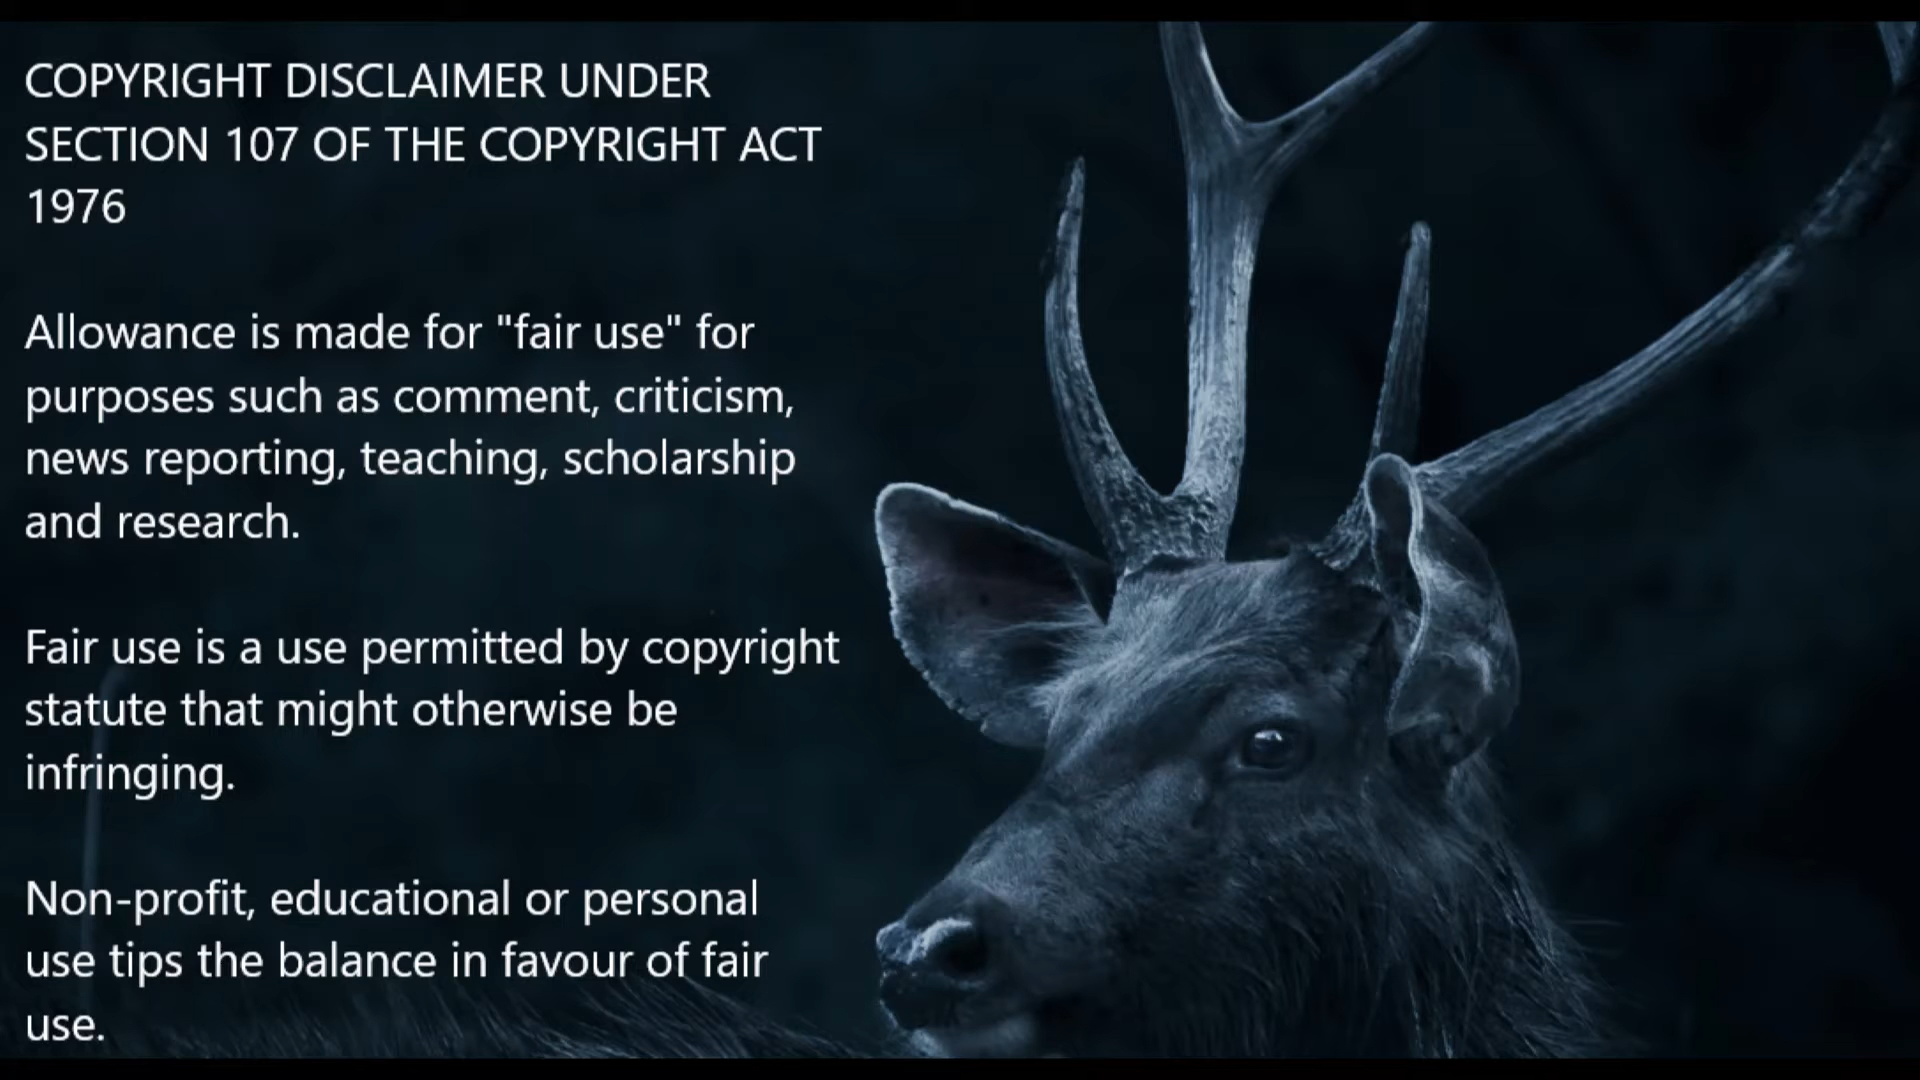 COPYRIGHT DISCLAIMER UNDER
SECTION 107 OF THE COPYRIGHT ACT
1976
Allowance is made for "fair use" for
purposes such as comment, criticism,
news reporting, teaching, scholarship
and research.
Fair use is a use permitted by copyright
statute that might otherwise be
infringing.
Non-profit, educational or personal
use tips the balance in favour of fair
use.